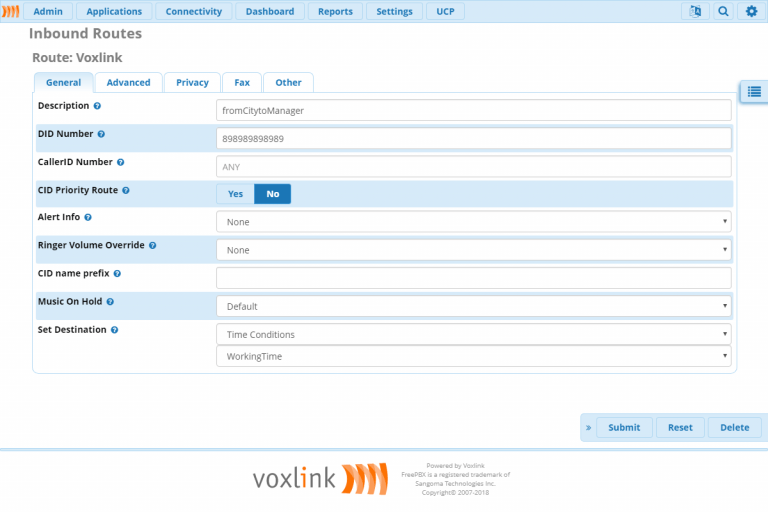 Admin Applications Connectivity Dashboard Reports Settings UCP
Inbound Routes
Route: Voxlink
General Advanced Privacy Fax Other
Description
fromCitytoManager
DID Number
898989898989
CallerID Number
ANY
CID Priority Route
Yes No
Alert Info
None
Ringer Volume Override
None
CID name prefix
Music On Hold
Default
Set Destination
Time Conditions
WorkingTime
» Submit Reset Delete
voxlink
Powered by Voxlink
FreePBX is a registered trademark of
Sangoma Technologies Inc.
Copyright© 2007-2018